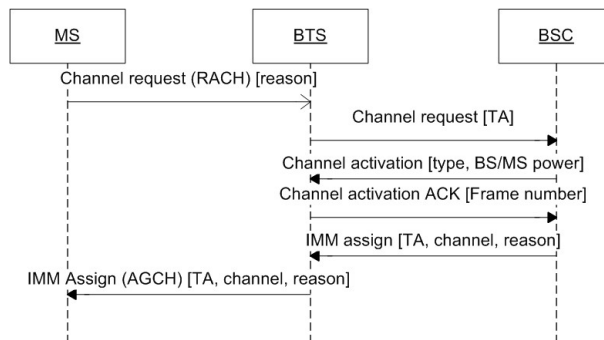 MS
BTS
BSC
Channel request (RACH) [reason]
Channel request [TA]
Channel activation [type, BS/MS power]
Channel activation ACK [Frame number]
IMM assign [TA, channel, reason]
IMM Assign (AGCH) [TA, channel, reason]